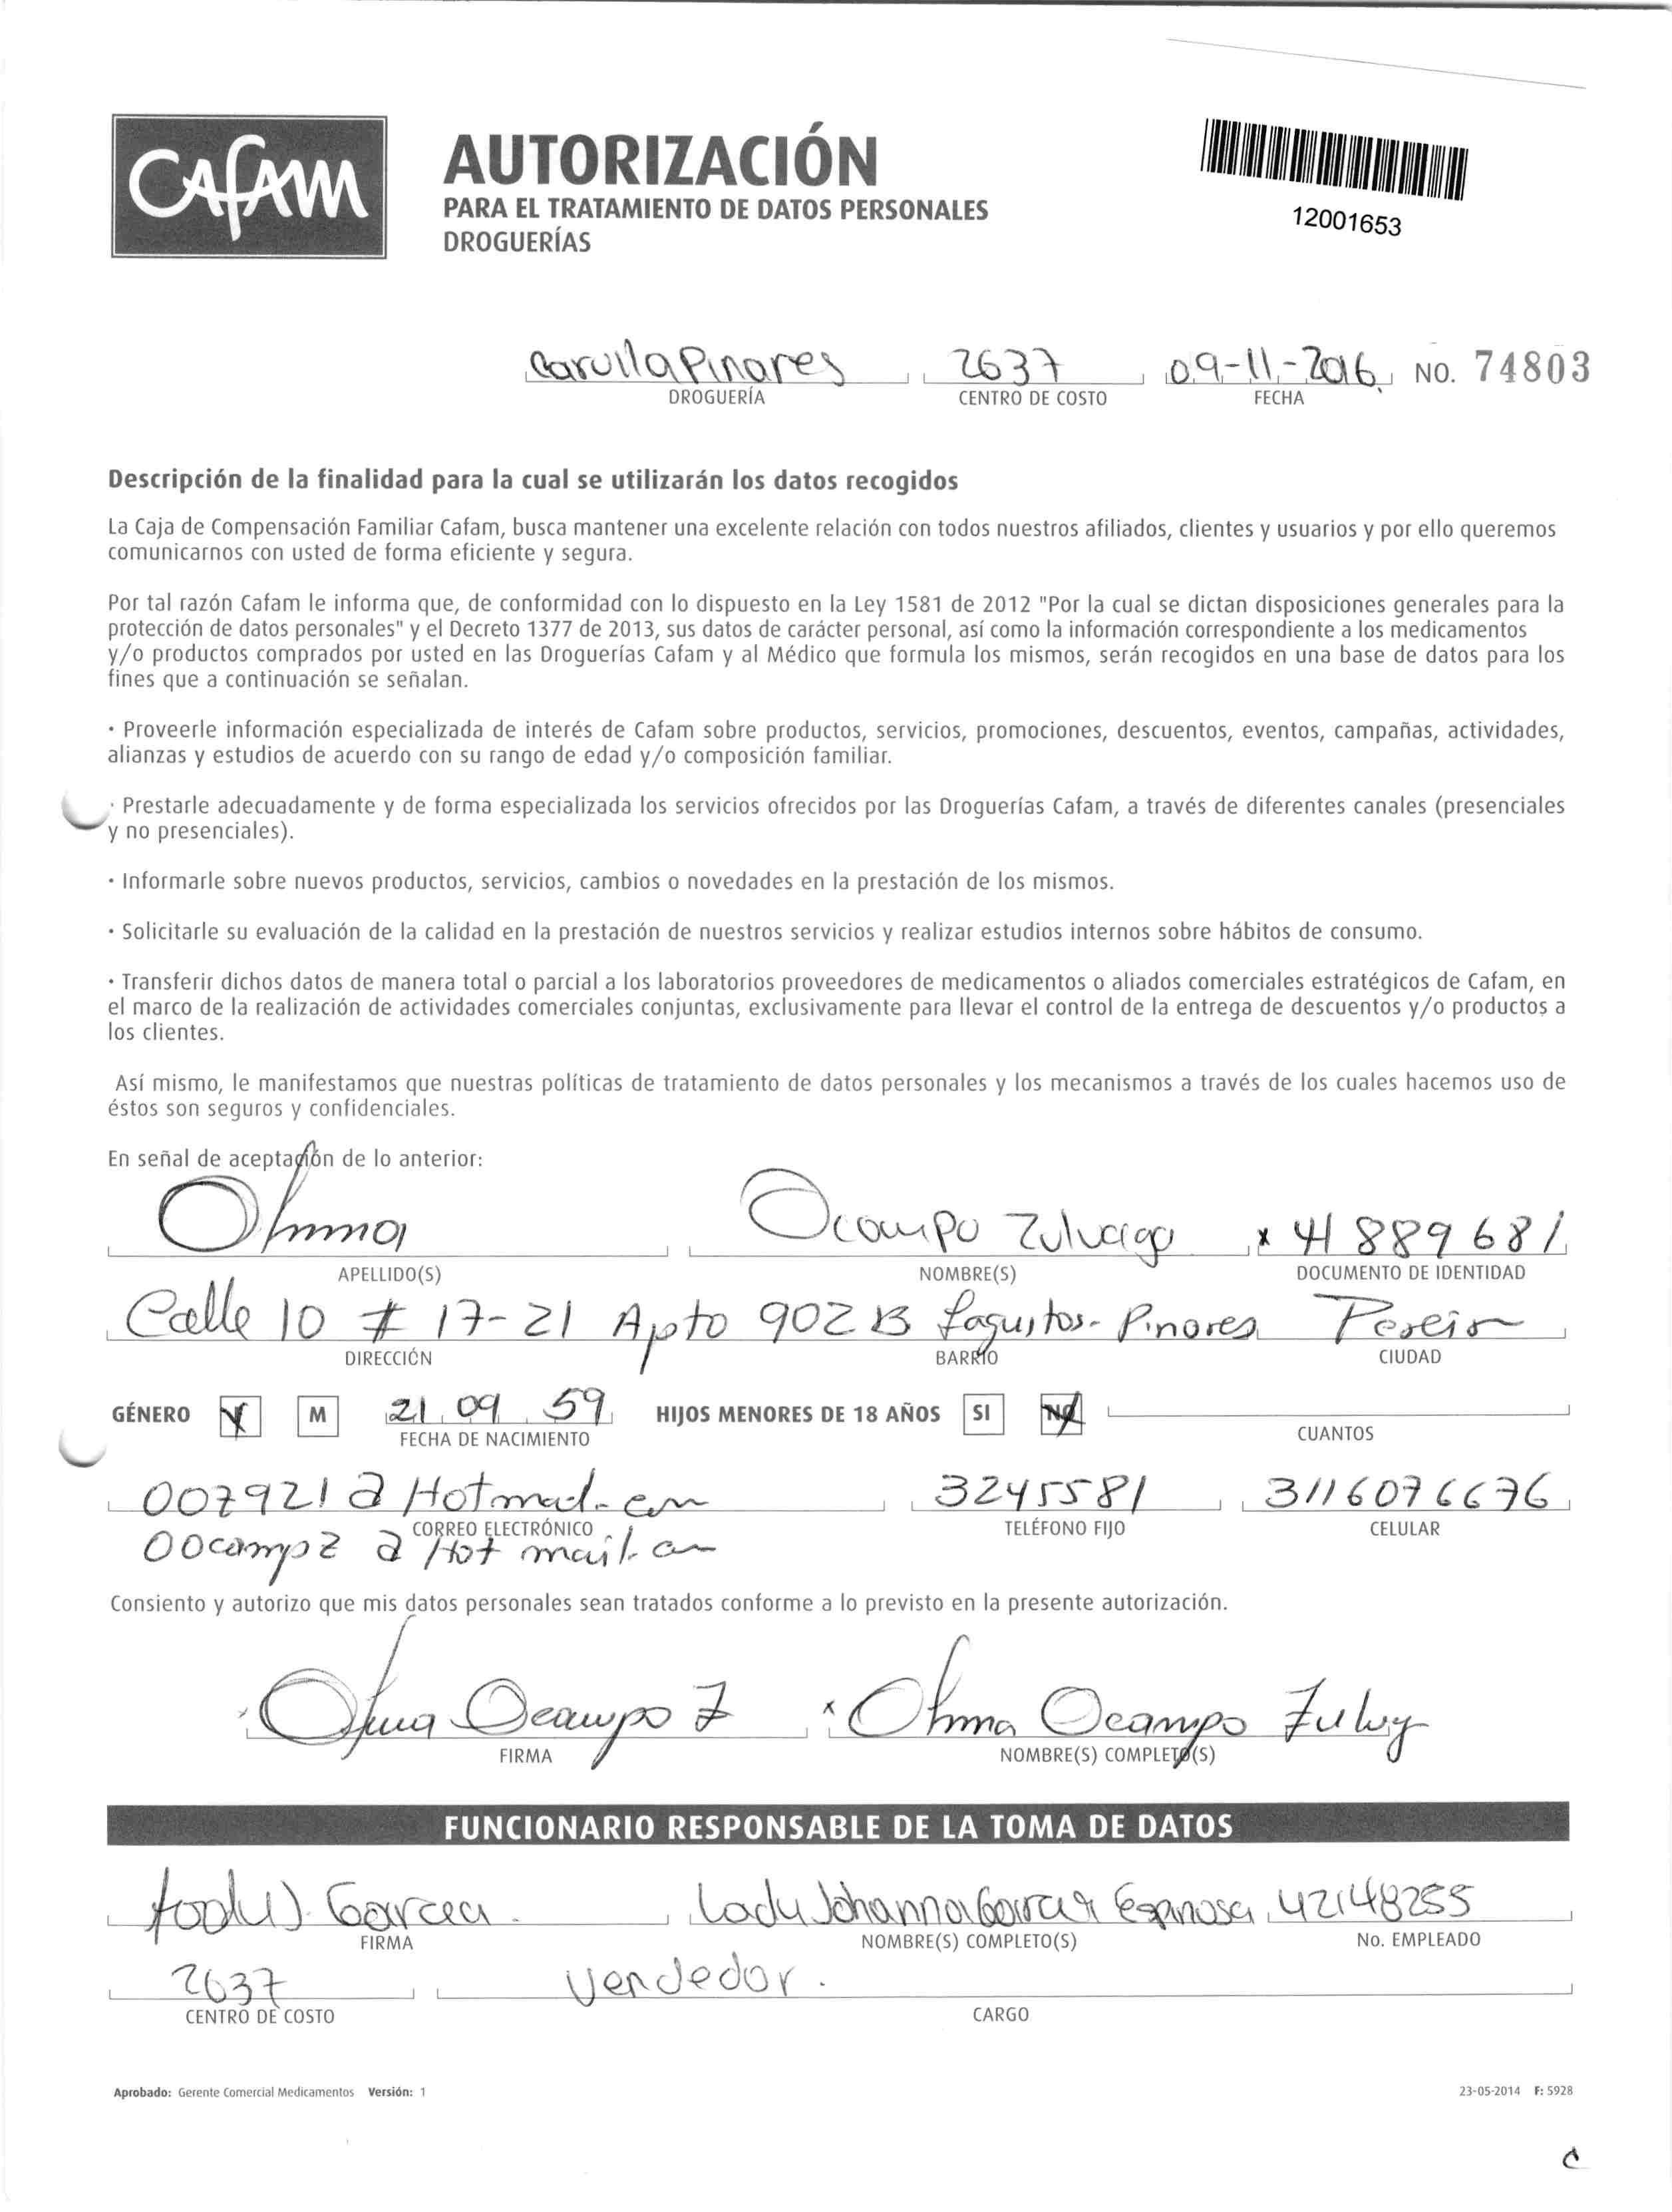 CAFAM
AUTORIZACIÓN
PARA EL TRATAMIENTO DE DATOS PERSONALES
DROGUERÍAS
12001653
Carulla Pinares 2637 09-11-2016 NO. 74803
DROGUERÍA CENTRO DE COSTO FECHA
Descripción de la finalidad para la cual se utilizarán los datos recogidos
La Caja de Compensación Familiar Cafam, busca mantener una excelente relación con todos nuestros afiliados, clientes y usuarios y por ello queremos
comunicarnos con usted de forma eficiente y segura.
Por tal razón Cafam le informa que, de conformidad con lo dispuesto en la Ley 1581 de 2012 "Por la cual se dictan disposiciones generales para la
protección de datos personales" y el Decreto 1377 de 2013, sus datos de carácter personal, así como la información correspondiente a los medicamentos
y/o productos comprados por usted en las Droguerías Cafam y al Médico que formula los mismos, serán recogidos en una base de datos para los
fines que a continuación se señalan.
· Proveerle información especializada de interés de Cafam sobre productos, servicios, promociones, descuentos, eventos, campañas, actividades,
alianzas y estudios de acuerdo con su rango de edad y/o composición familiar.
· Prestarle adecuadamente y de forma especializada los servicios ofrecidos por las Droguerías Cafam, a través de diferentes canales (presenciales
y no presenciales).
· Informarle sobre nuevos productos, servicios, cambios o novedades en la prestación de los mismos.
· Solicitarle su evaluación de la calidad en la prestación de nuestros servicios y realizar estudios internos sobre hábitos de consumo.
· Transferir dichos datos de manera total o parcial a los laboratorios proveedores de medicamentos o aliados comerciales estratégicos de Cafam, en
el marco de la realización de actividades comerciales conjuntas, exclusivamente para llevar el control de la entrega de descuentos y/o productos a
los clientes.
Así mismo, le manifestamos que nuestras políticas de tratamiento de datos personales y los mecanismos a través de los cuales hacemos uso de
éstos son seguros y confidenciales.
En señal de aceptación de lo anterior:
Ocampo Zuluaga x 41889681
APELLIDO(S) NOMBRE(S) DOCUMENTO DE IDENTIDAD
Calle 10 # 17-21 Apto 902 B Laguitos - Pinares Pereira
DIRECCIÓN BARRIO CIUDAD
GÉNERO M 21 09 59 HIJOS MENORES DE 18 AÑOS SI NO
FECHA DE NACIMIENTO CUANTOS
007921@Hotmail.com 3245581 3116076676
CORREO ELECTRÓNICO TELÉFONO FIJO CELULAR
OOcampz@Hotmail.com
Consiento y autorizo que mis datos personales sean tratados conforme a lo previsto en la presente autorización.
Ocampo Z x Ocampo
FIRMA NOMBRE(S) COMPLETO(S)
FUNCIONARIO RESPONSABLE DE LA TOMA DE DATOS
Garcia Lady Johanna Garcia Espinosa 42148255
FIRMA NOMBRE(S) COMPLETO(S) No. EMPLEADO
2637 Vendedor.
CENTRO DE COSTO CARGO
Aprobado: Gerente Comercial Medicamentos Versión: 1 23-05-2014 F: 5928